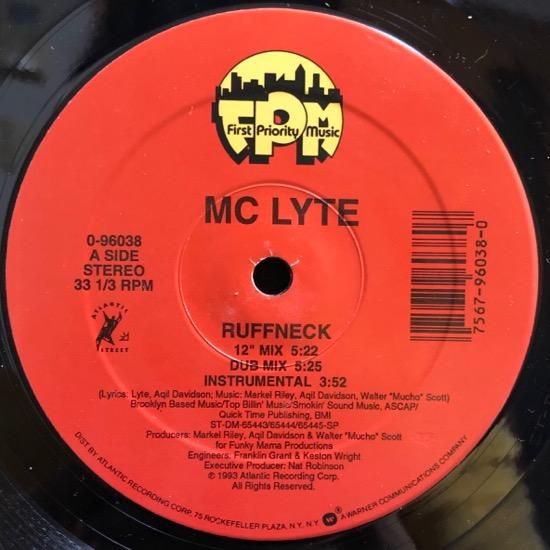 FPM
First Priority Music
MC LYTE
0-96038
A SIDE
STEREO
33 1/3 RPM
ATLANTIC
STREET
7567-96038-0
RUFFNECK
12" MIX 5:22
DUB MIX 5:25
INSTRUMENTAL 3:52
(Lyrics: Lyte, Aqil Davidson; Music: Markel Riley, Aqil Davidson, Walter "Mucho" Scott)
Brooklyn Based Music/Top Billin' Music/Smokin' Sound Music, ASCAP/
Quick Time Publishing, BMI
ST-DM-65443/65444/65445-SP
Producers: Markel Riley, Aqil Davidson & Walter "Mucho" Scott
for Funky Mama Productions
Engineers: Franklin Grant & Keston Wright
Executive Producer: Nat Robinson
℗ 1993 Atlantic Recording Corp.
All Rights Reserved.
DIST BY ATLANTIC RECORDING CORP. 75 ROCKEFELLER PLAZA, N.Y. N.Y. A WARNER COMMUNICATIONS COMPANY